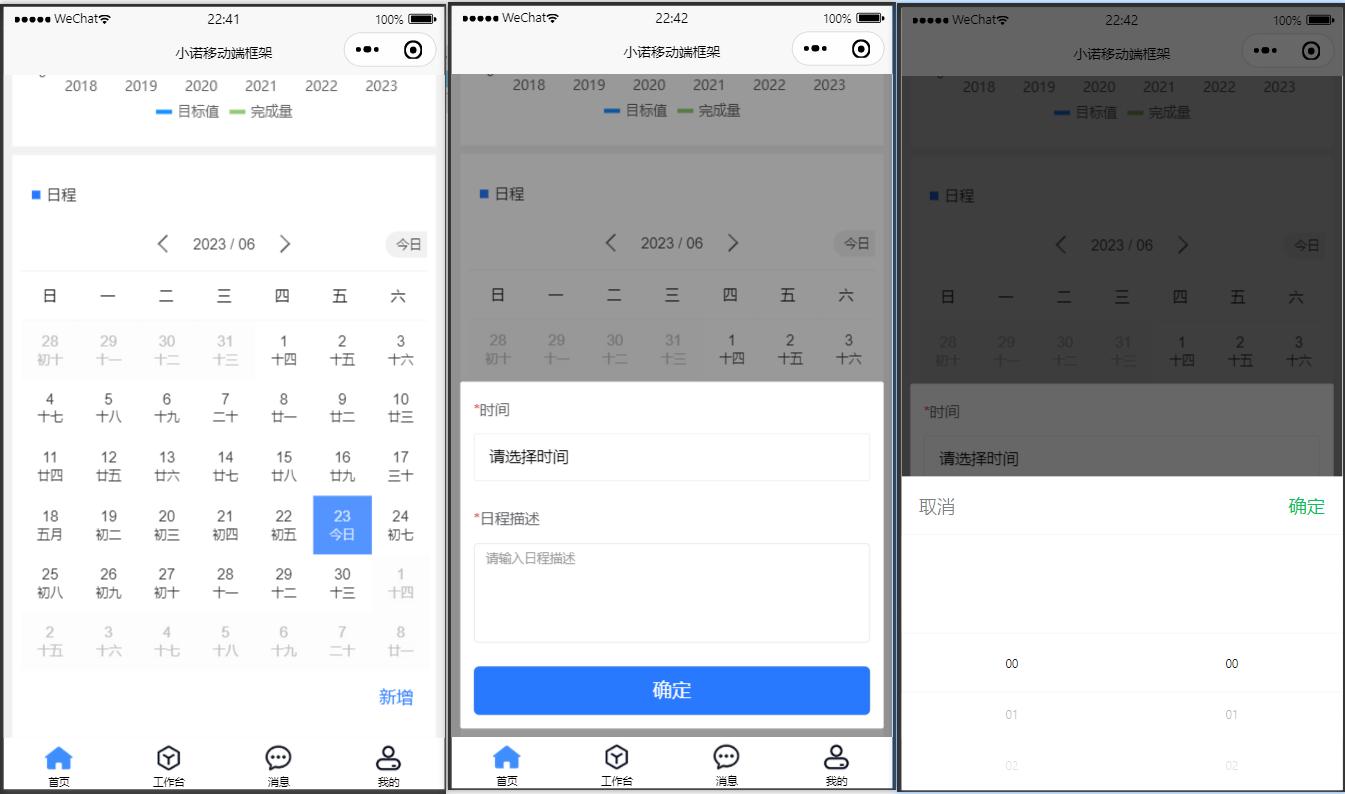 WeChat 22:41 100%
小诺移动端框架
2018 2019 2020 2021 2022 2023
目标值 完成量
日程
2023 / 06 今日
日 一 二 三 四 五 六
28 29 30 31 1 2 3
初十 十一 十二 十三 十四 十五 十六
4 5 6 7 8 9 10
十七 十八 十九 二十 廿一 廿二 廿三
11 12 13 14 15 16 17
廿四 廿五 廿六 廿七 廿八 廿九 三十
18 19 20 21 22 23 24
五月 初二 初三 初四 初五 今日 初七
25 26 27 28 29 30 1
初八 初九 初十 十一 十二 十三 十四
2 3 4 5 6 7 8
十五 十六 十七 十八 十九 二十 廿一
新增
首页 工作台 消息 我的
WeChat 22:42 100%
小诺移动端框架
2018 2019 2020 2021 2022 2023
目标值 完成量
日程
2023 / 06 今日
日 一 二 三 四 五 六
28 29 30 31 1 2 3
初十 十一 十二 十三 十四 十五 十六
*时间
请选择时间
*日程描述
请输入日程描述
确定
首页 工作台 消息 我的
WeChat 22:42 100%
小诺移动端框架
2018 2019 2020 2021 2022 2023
目标值 完成量
日程
2023 / 06 今日
日 一 二 三 四 五 六
28 29 30 31 1 2 3
初十 十一 十二 十三 十四 十五 十六
*时间
请选择时间
取消 确定
00 00
01 01
02 02